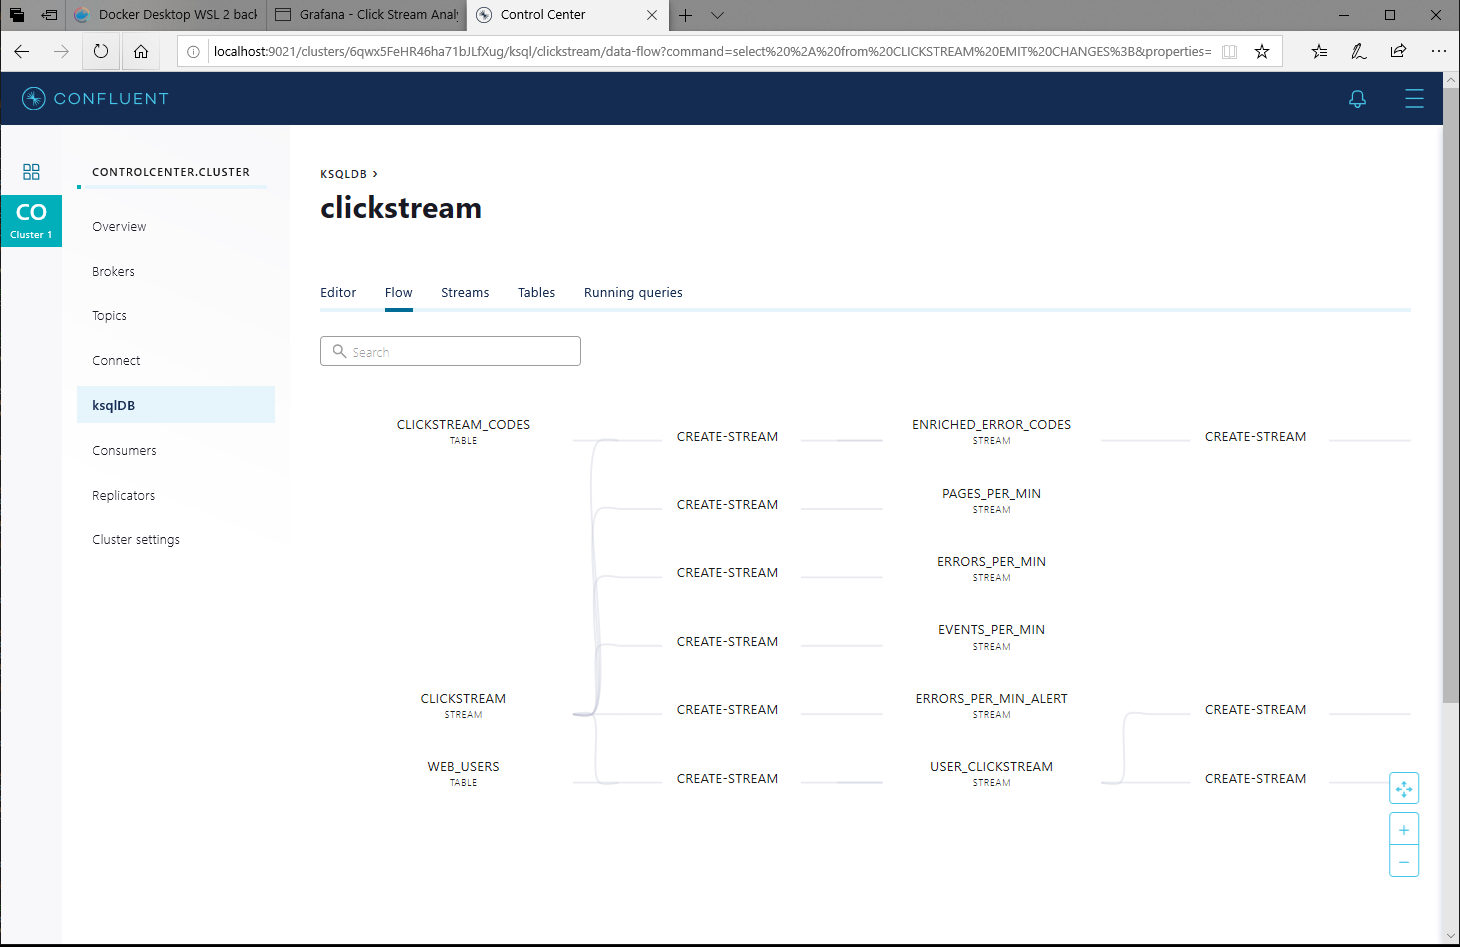 Docker Desktop WSL 2 back
Grafana - Click Stream Analy
Control Center
localhost:9021/clusters/6qwx5FeHR46ha71bJLfXug/ksql/clickstream/data-flow?command=select%20%2A%20from%20CLICKSTREAM%20EMIT%20CHANGES%3B&properties=
CONFLUENT
CO
Cluster 1
CONTROLCENTER.CLUSTER
Overview
Brokers
Topics
Connect
ksqlDB
Consumers
Replicators
Cluster settings
KSQLDB ›
clickstream
Editor Flow Streams Tables Running queries
Search
CLICKSTREAM_CODES
TABLE
CREATE-STREAM
ENRICHED_ERROR_CODES
STREAM
CREATE-STREAM
CREATE-STREAM
PAGES_PER_MIN
STREAM
CREATE-STREAM
ERRORS_PER_MIN
STREAM
CREATE-STREAM
EVENTS_PER_MIN
STREAM
CLICKSTREAM
STREAM
CREATE-STREAM
ERRORS_PER_MIN_ALERT
STREAM
CREATE-STREAM
WEB_USERS
TABLE
CREATE-STREAM
USER_CLICKSTREAM
STREAM
CREATE-STREAM